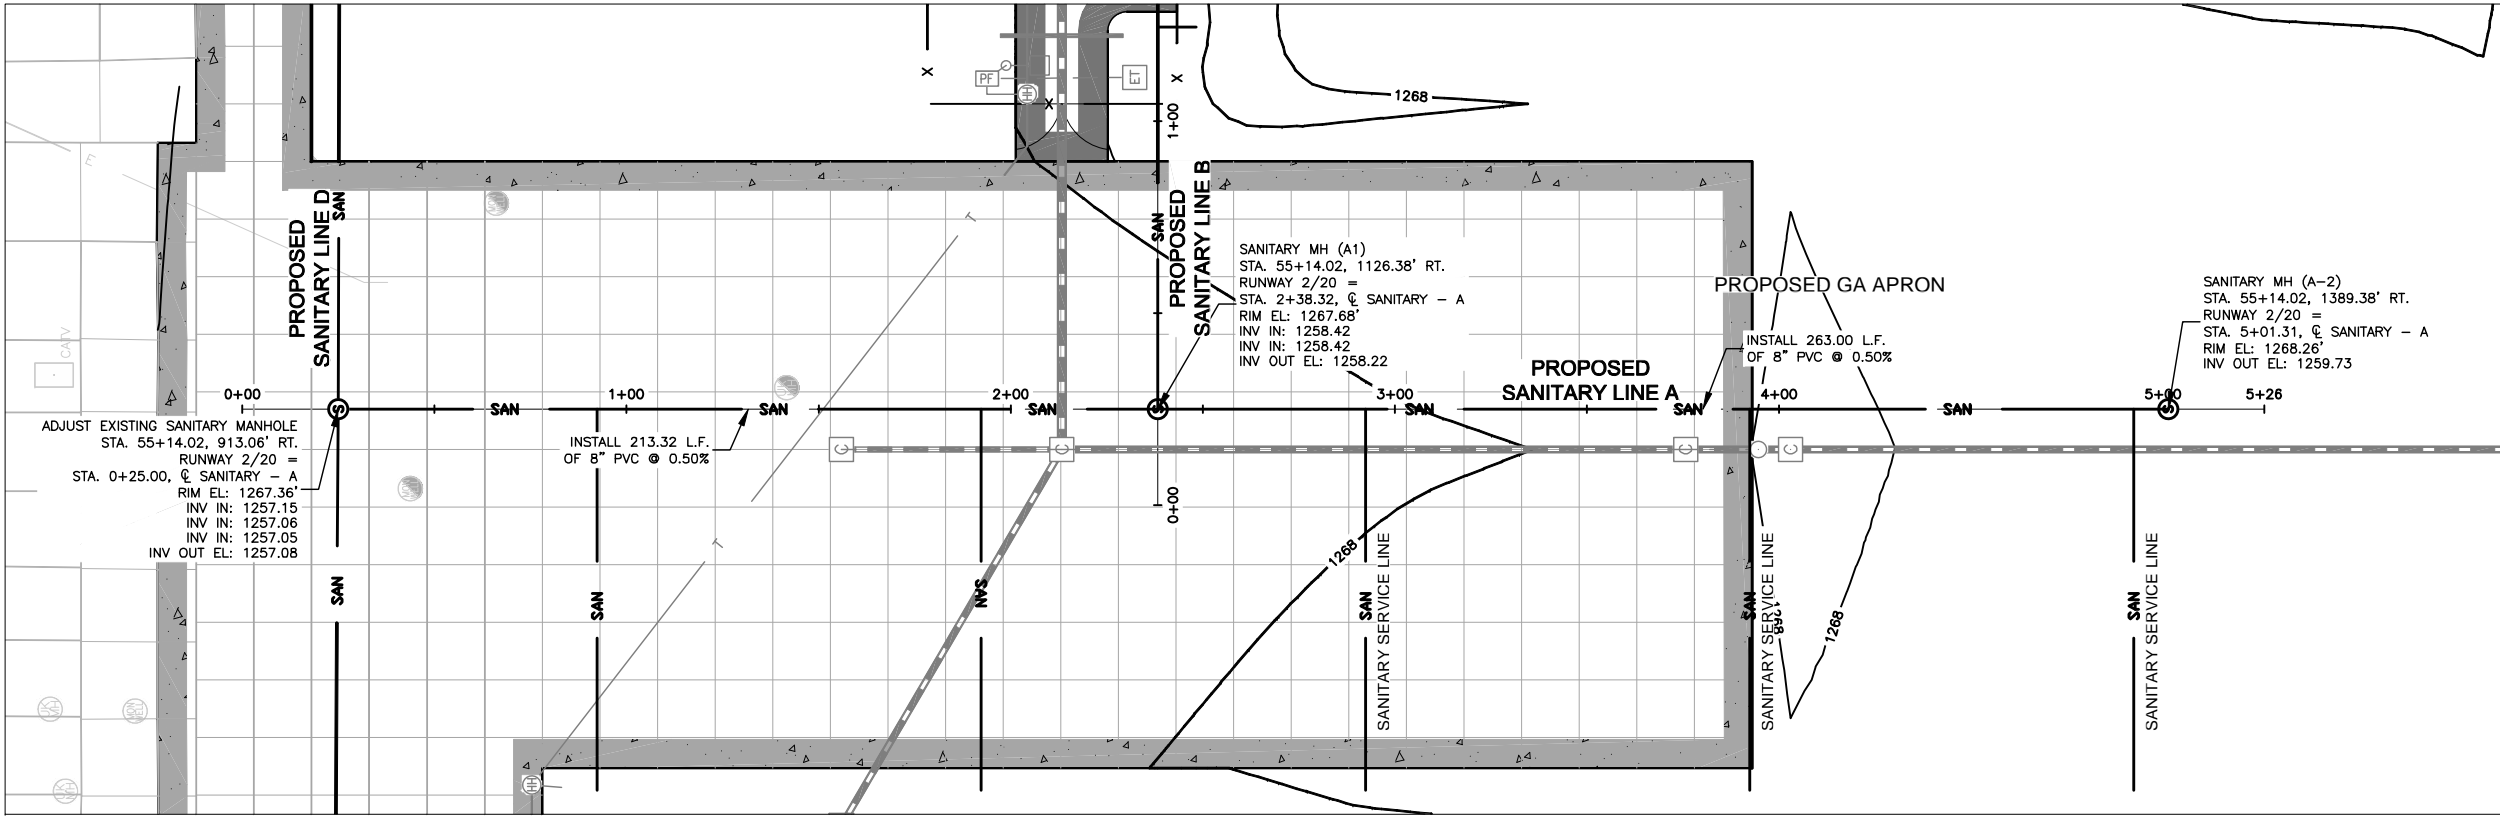 1268
X
X
X
PF
ET
HH
1+00
E
PROPOSED
SANITARY LINE D
SAN
T
SAN
PROPOSED
SANITARY LINE B
SANITARY MH (A1)
STA. 55+14.02, 1126.38' RT.
RUNWAY 2/20 =
STA. 2+38.32, ℄ SANITARY – A
RIM EL: 1267.68'
INV IN: 1258.42
INV IN: 1258.42
INV OUT EL: 1258.22
PROPOSED GA APRON
SANITARY MH (A-2)
STA. 55+14.02, 1389.38' RT.
RUNWAY 2/20 =
STA. 5+01.31, ℄ SANITARY – A
RIM EL: 1268.26'
INV OUT EL: 1259.73
INSTALL 263.00 L.F.
OF 8" PVC @ 0.50%
PROPOSED
SANITARY LINE A
CATV
0+00
1+00
2+00
3+00
4+00
5+00
5+26
S
SAN
SAN
SAN
S
SAN
SAN
SAN
S
ADJUST EXISTING SANITARY MANHOLE
STA. 55+14.02, 913.06' RT.
RUNWAY 2/20 =
STA. 0+25.00, ℄ SANITARY – A
RIM EL: 1267.36'
INV IN: 1257.15
INV IN: 1257.06
INV IN: 1257.05
INV OUT EL: 1257.08
INSTALL 213.32 L.F.
OF 8" PVC @ 0.50%
G
C
C
C
0+00
T
1268
SAN
SAN
SAN
SAN
SANITARY SERVICE LINE
SAN
SANITARY SERVICE LINE
1268
1268
SAN
SANITARY SERVICE LINE
HH